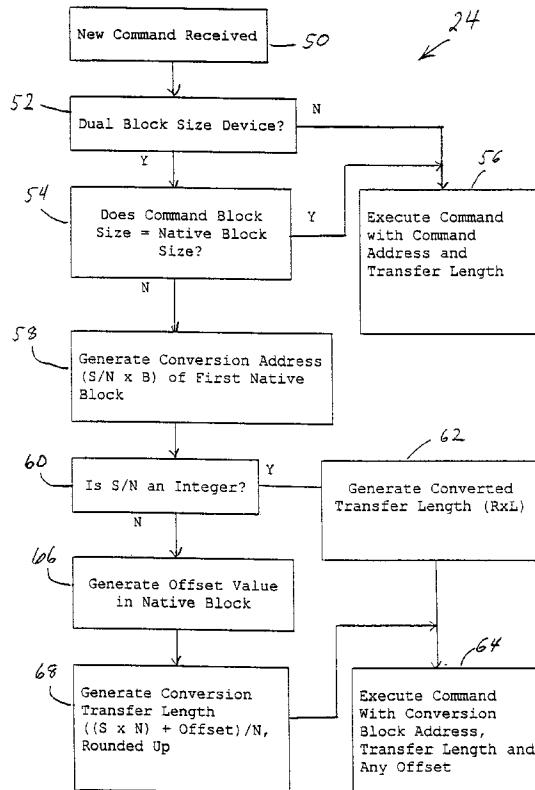 New Command Received
50
24
52
Dual Block Size Device?
N
Y
56
54
Does Command Block
Size = Native Block
Size?
Y
Execute Command
with Command
Address and
Transfer Length
N
58
Generate Conversion Address
(S/N x B) of First Native
Block
62
60
Is S/N an Integer?
Y
Generate Converted
Transfer Length (RxL)
N
66
Generate Offset Value
in Native Block
64
68
Generate Conversion
Transfer Length
((S x N) + Offset)/N,
Rounded Up
Execute Command
With Conversion
Block Address,
Transfer Length and
Any Offset